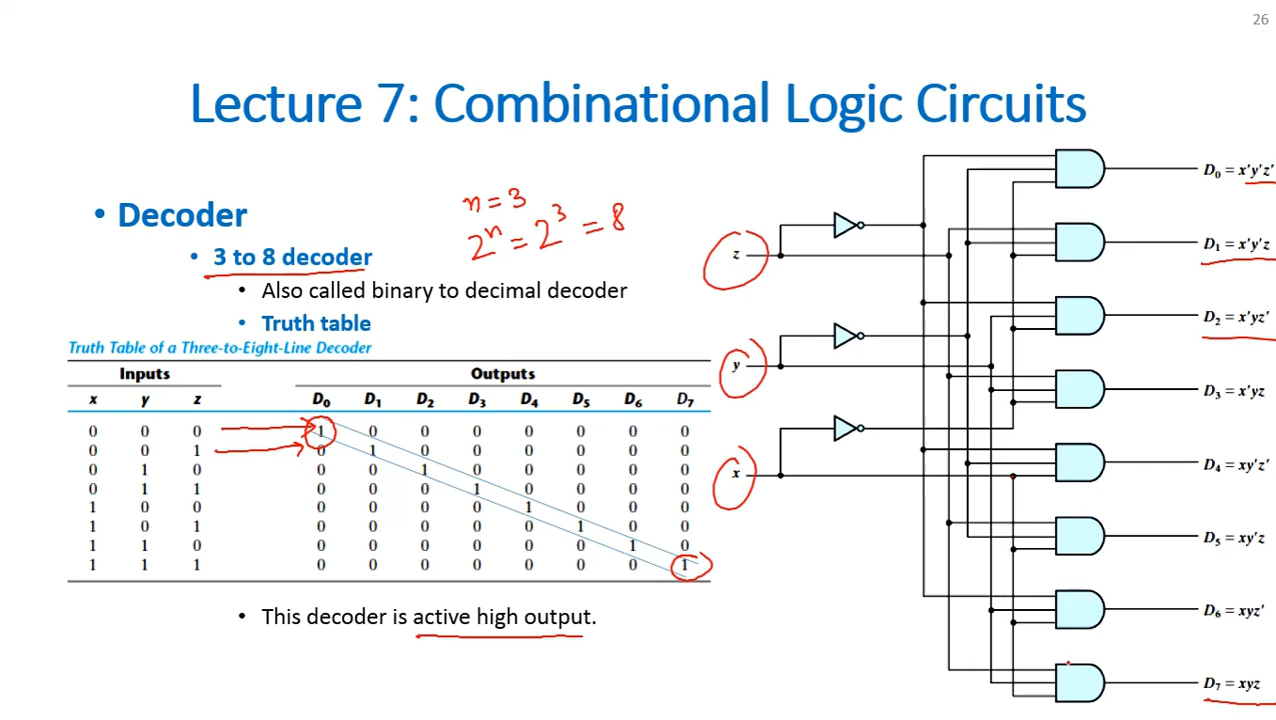 26
Lecture 7: Combinational Logic Circuits
• Decoder
n = 3
2ⁿ = 2³ = 8
• 3 to 8 decoder
• Also called binary to decimal decoder
• Truth table
Truth Table of a Three-to-Eight-Line Decoder
Inputs Outputs
x y z D₀ D₁ D₂ D₃ D₄ D₅ D₆ D₇
0 0 0 1 0 0 0 0 0 0 0
0 0 1 0 1 0 0 0 0 0 0
0 1 0 0 0 1 0 0 0 0 0
0 1 1 0 0 0 1 0 0 0 0
1 0 0 0 0 0 0 1 0 0 0
1 0 1 0 0 0 0 0 1 0 0
1 1 0 0 0 0 0 0 0 1 0
1 1 1 0 0 0 0 0 0 0 1
• This decoder is active high output.
z
y
x
D₀ = x'y'z'
D₁ = x'y'z
D₂ = x'yz'
D₃ = x'yz
D₄ = xy'z'
D₅ = xy'z
D₆ = xyz'
D₇ = xyz